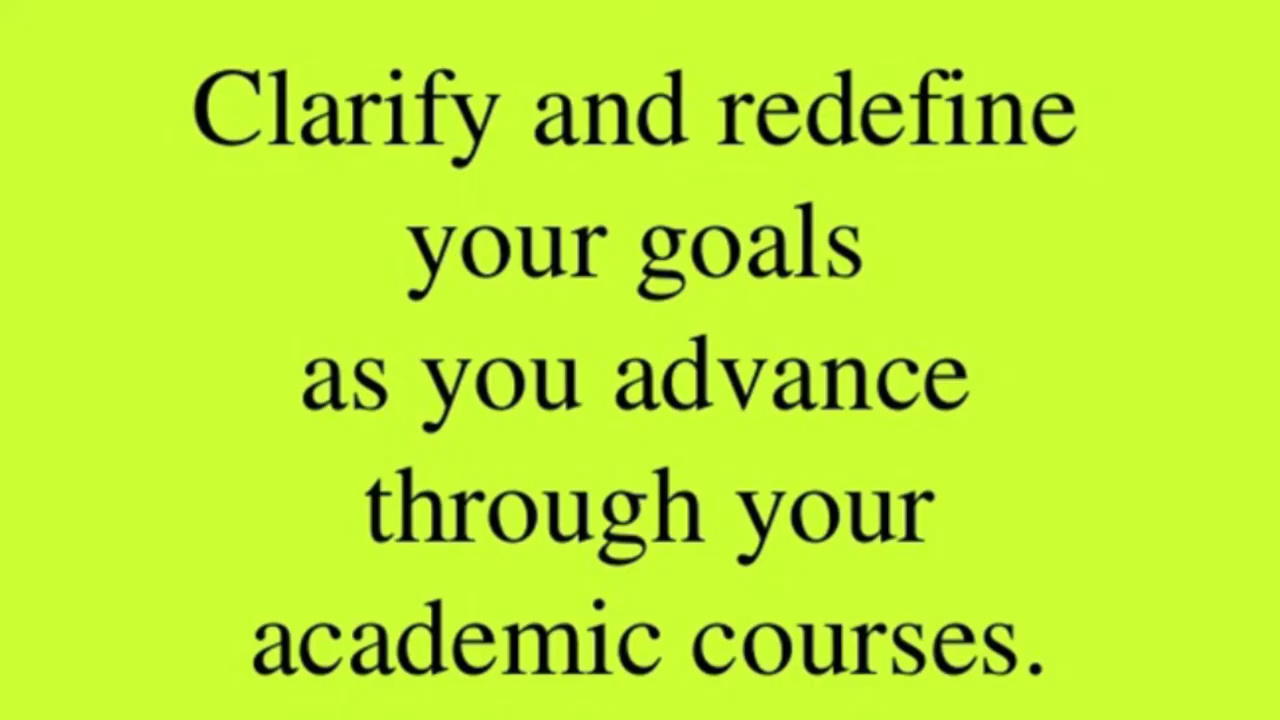 Clarify and redefine
your goals
as you advance
through your
academic courses.